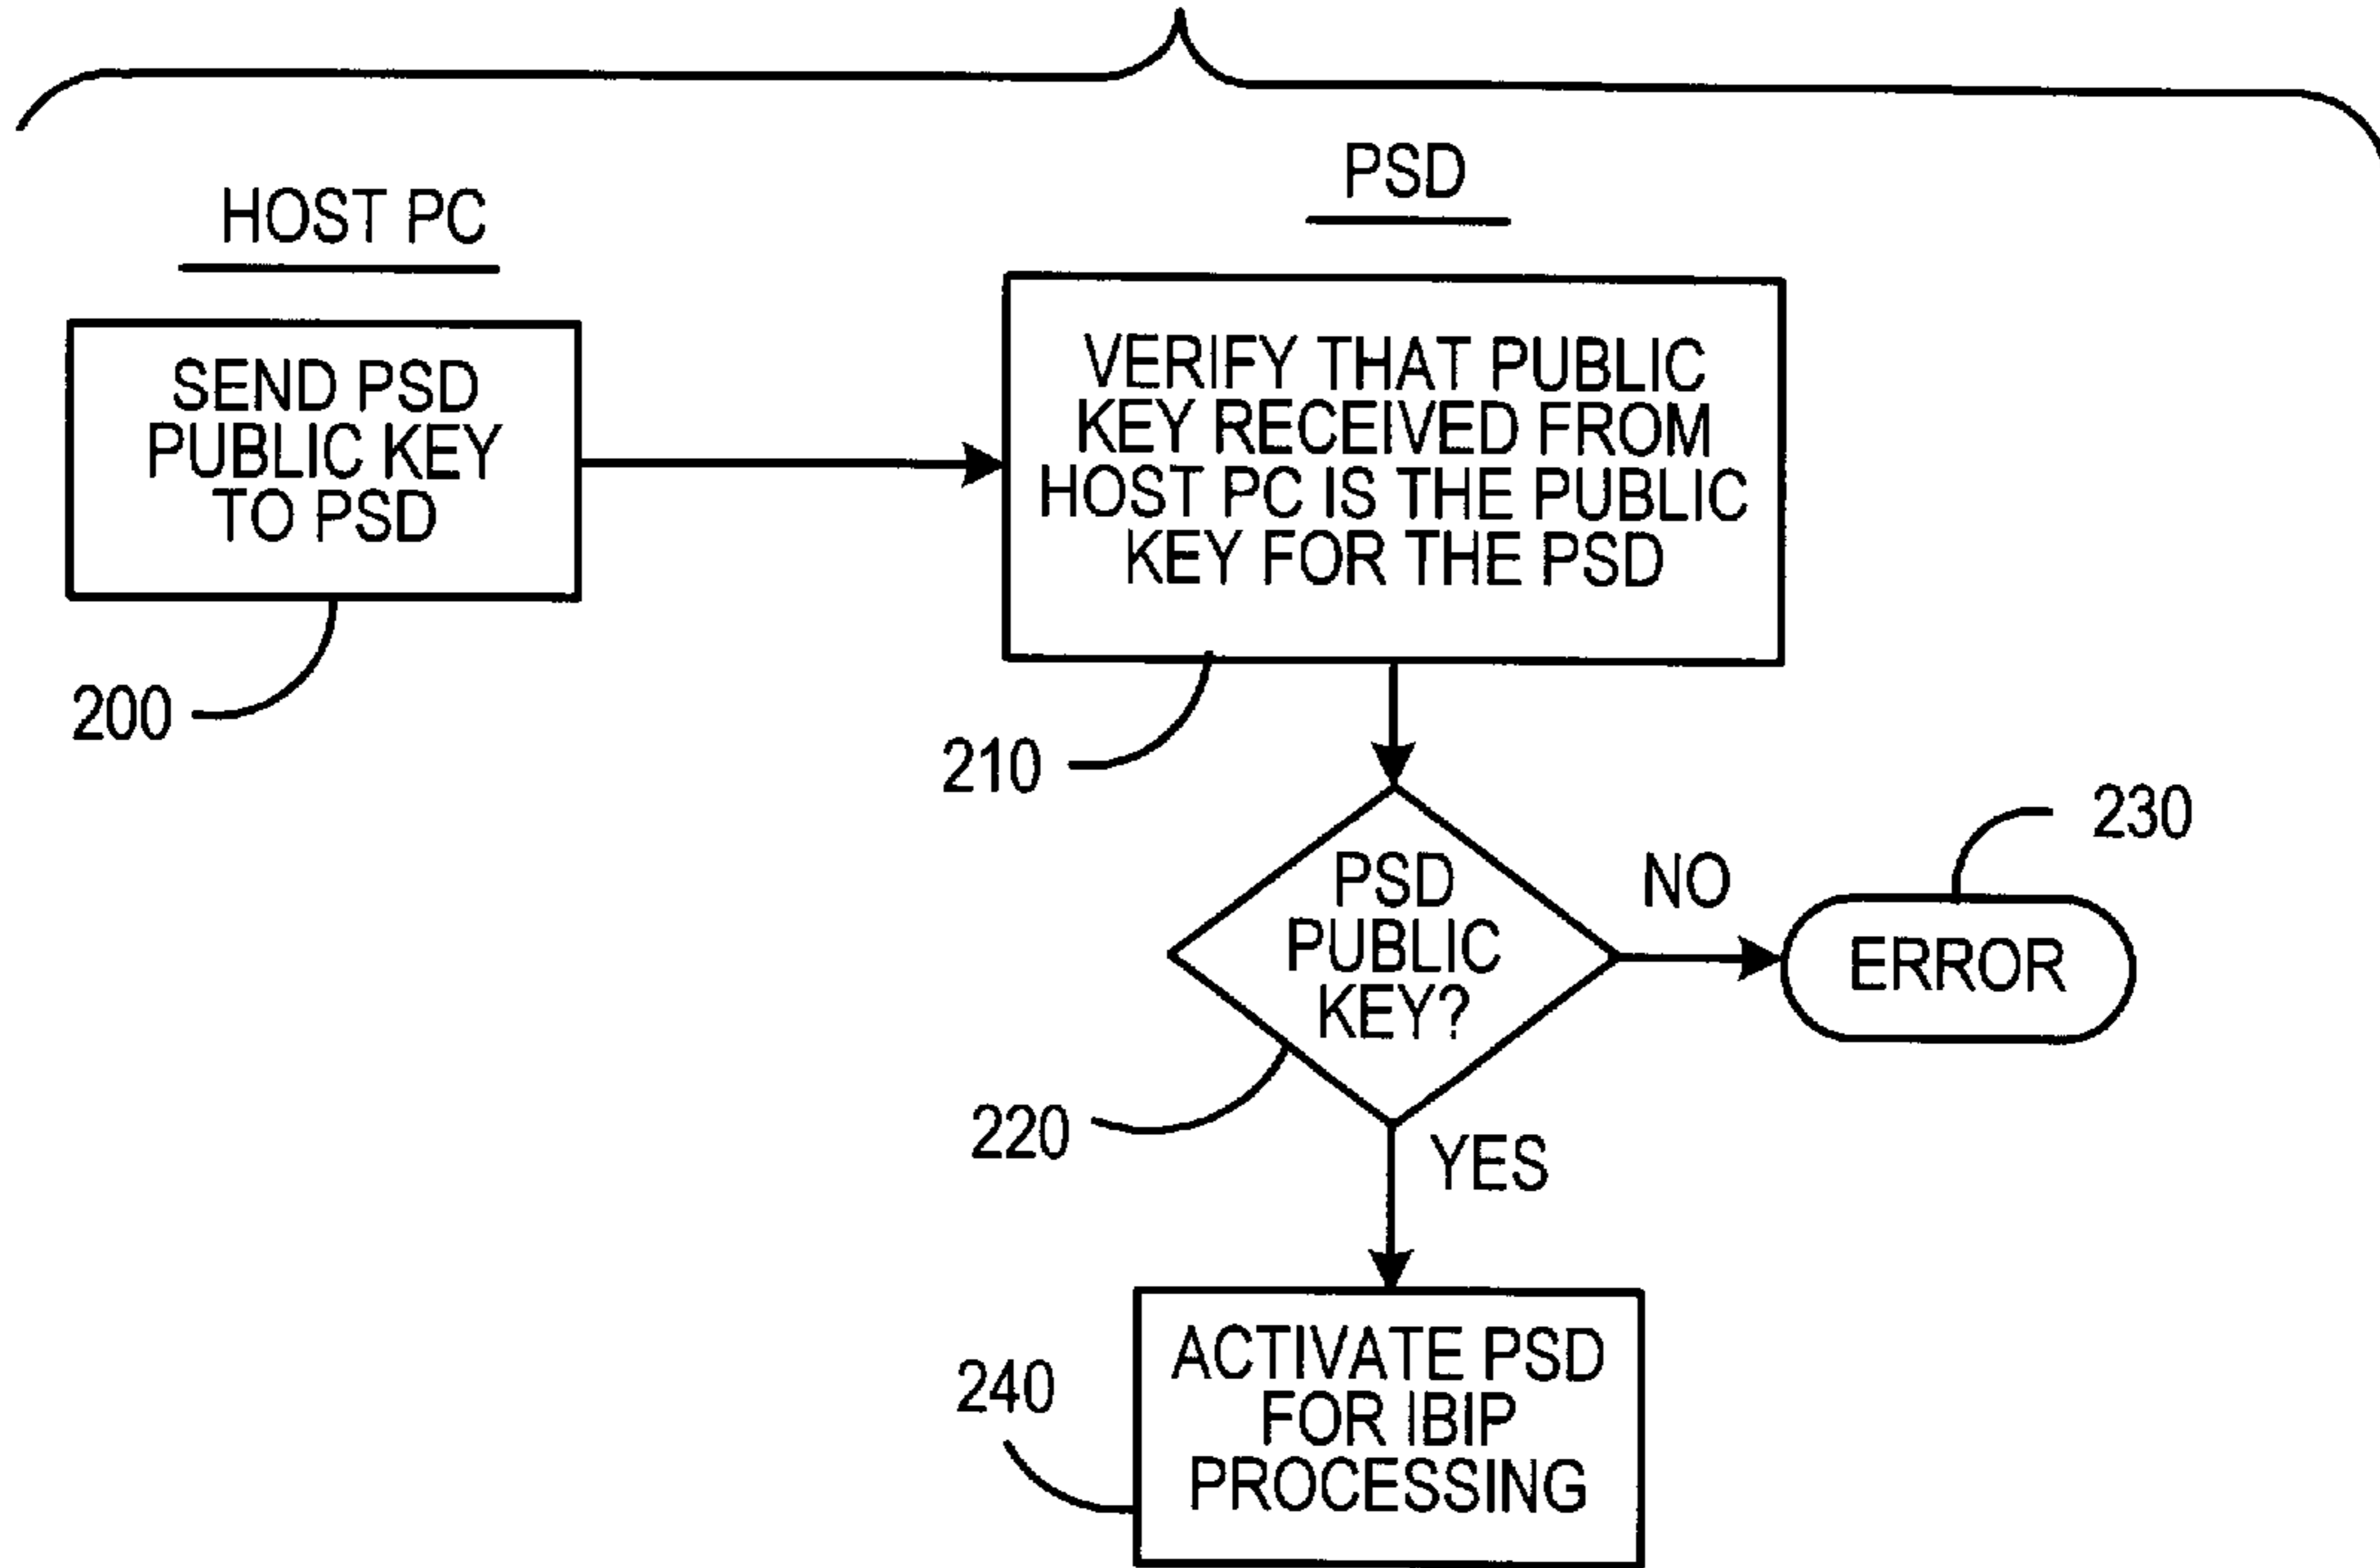 HOST PC
PSD
SEND PSD
PUBLIC KEY
TO PSD
200
VERIFY THAT PUBLIC
KEY RECEIVED FROM
HOST PC IS THE PUBLIC
KEY FOR THE PSD
210
PSD
PUBLIC
KEY?
220
NO
230
ERROR
YES
ACTIVATE PSD
FOR IBIP
PROCESSING
240